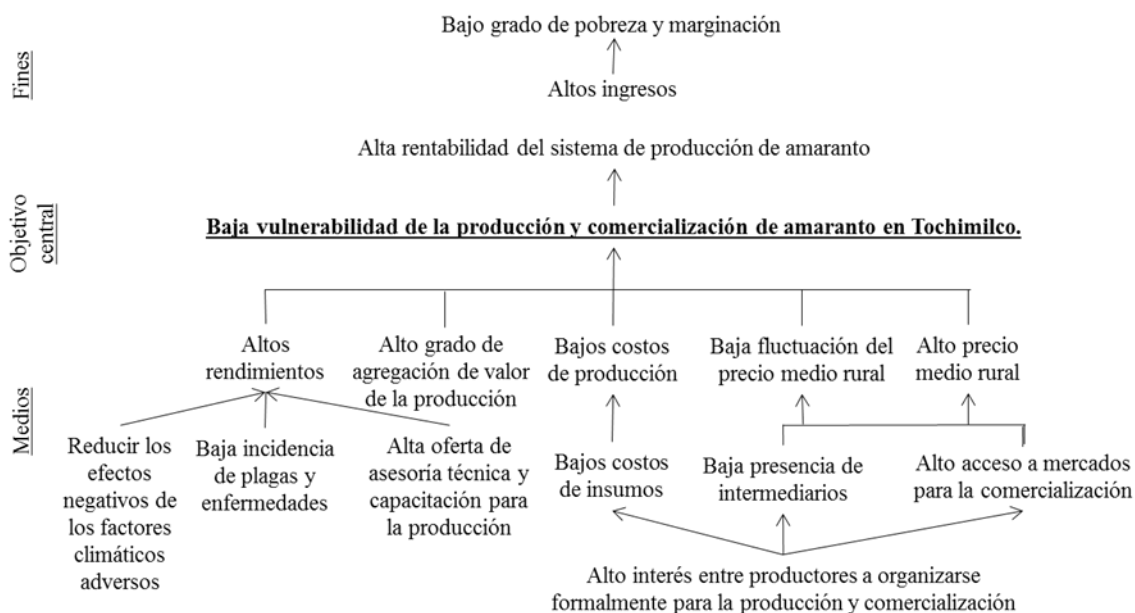 Fines
Bajo grado de pobreza y marginación
Altos ingresos
Alta rentabilidad del sistema de producción de amaranto
Objetivo
central
Baja vulnerabilidad de la producción y comercialización de amaranto en Tochimilco.
Medios
Altos
rendimientos
Alto grado de
agregación de valor
de la producción
Bajos costos
de producción
Baja fluctuación del
precio medio rural
Alto precio
medio rural
Reducir los
efectos
negativos de
los factores
climáticos
adversos
Baja incidencia
de plagas y
enfermedades
Alta oferta de
asesoría técnica y
capacitación para
la producción
Bajos costos
de insumos
Baja presencia de
intermediarios
Alto acceso a mercados
para la comercialización
Alto interés entre productores a organizarse
formalmente para la producción y comercialización